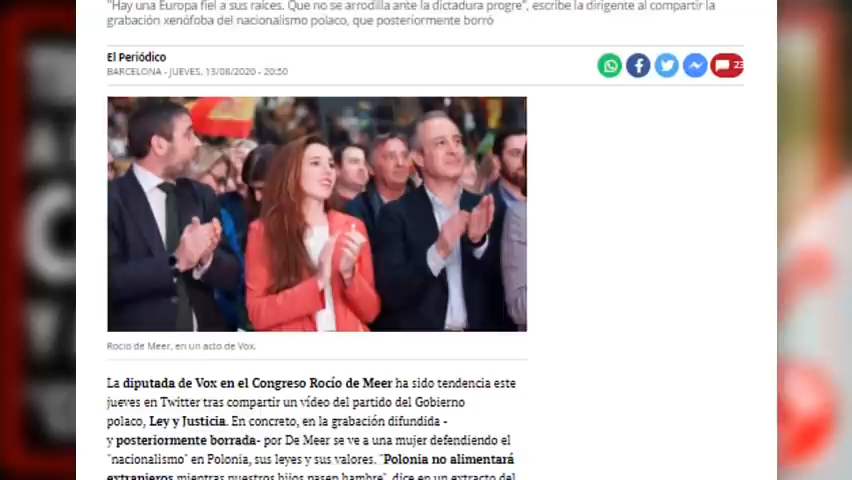 "Hay una Europa fiel a sus raíces. Que no se arrodilla ante la dictadura progre", escribe la dirigente al compartir la
grabación xenófoba del nacionalismo polaco, que posteriormente borró
El Periódico
BARCELONA - JUEVES, 13/08/2020 - 20:50
23
Rocío de Meer, en un acto de Vox.
La diputada de Vox en el Congreso Rocío de Meer ha sido tendencia este
jueves en Twitter tras compartir un vídeo del partido del Gobierno
polaco, Ley y Justicia. En concreto, en la grabación difundida -
y posteriormente borrada- por De Meer se ve a una mujer defendiendo el
"nacionalismo" en Polonia, sus leyes y sus valores. "Polonia no alimentará
extranjeros mientras nuestros hijos pasen hambre", dice en un extracto del